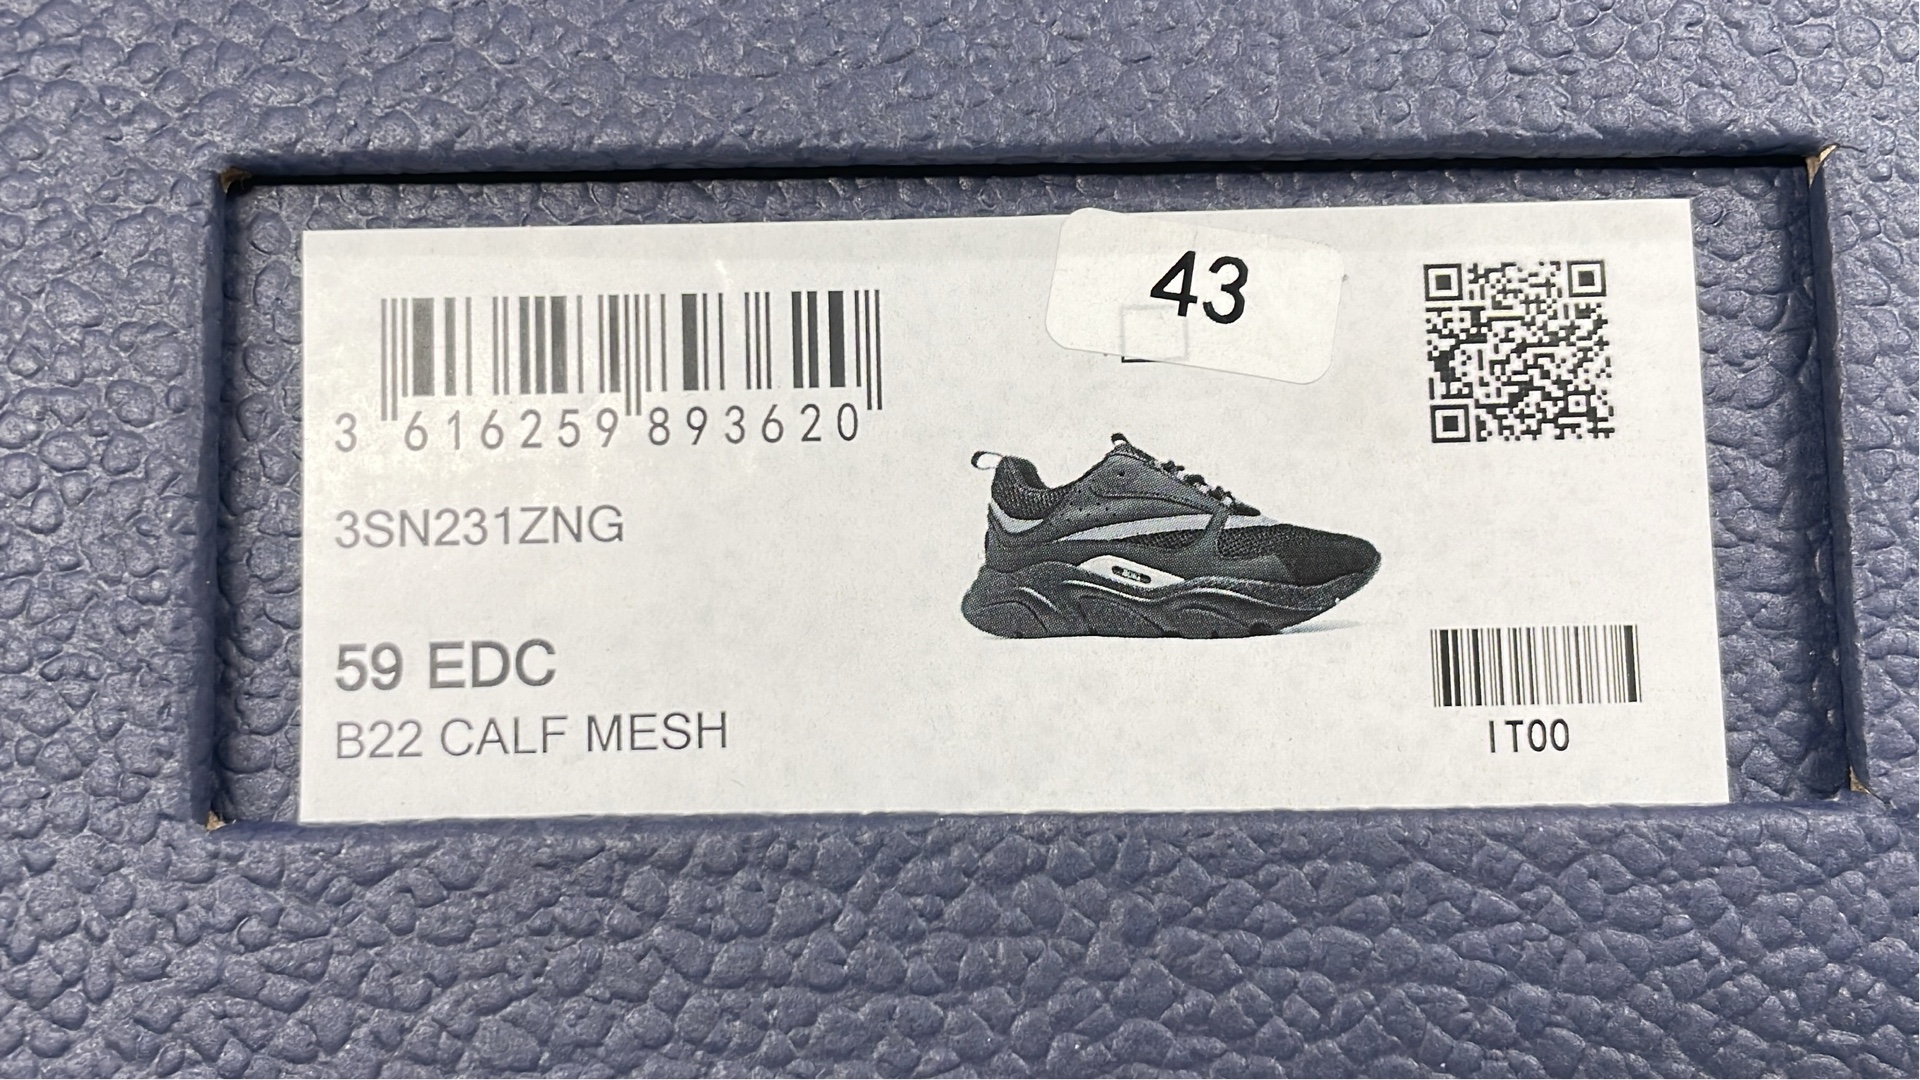 43
3 616259 893620
3SN231ZNG
59 EDC
B22 CALF MESH
IT00